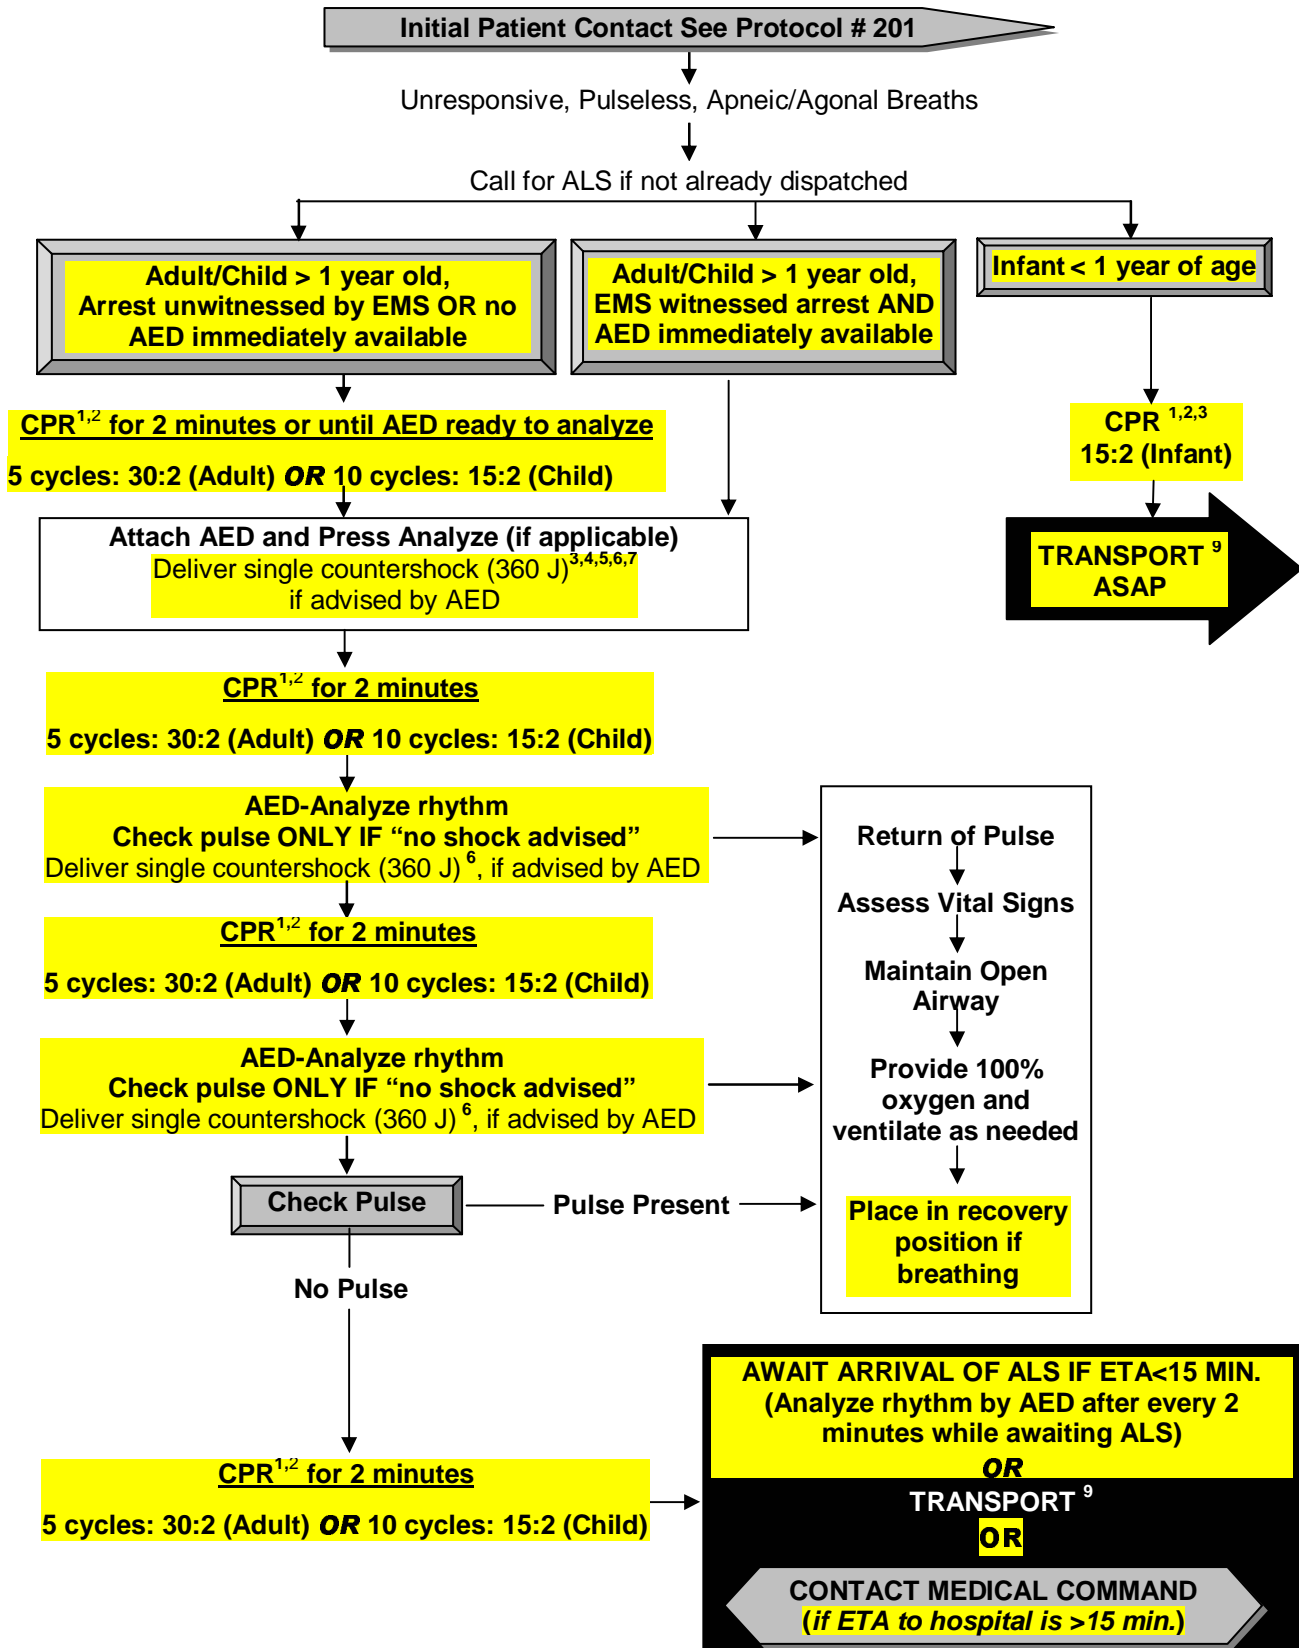 Initial Patient Contact See Protocol # 201
Unresponsive, Pulseless, Apneic/Agonal Breaths
Call for ALS if not already dispatched
Adult/Child > 1 year old,
Arrest unwitnessed by EMS OR no
AED immediately available
Adult/Child > 1 year old,
EMS witnessed arrest AND
AED immediately available
Infant < 1 year of age
CPR1,2 for 2 minutes or until AED ready to analyze
5 cycles: 30:2 (Adult) OR 10 cycles: 15:2 (Child)
CPR 1,2,3
15:2 (Infant)
TRANSPORT 9
ASAP
Attach AED and Press Analyze (if applicable)
Deliver single countershock (360 J)3,4,5,6,7
if advised by AED
CPR1,2 for 2 minutes
5 cycles: 30:2 (Adult) OR 10 cycles: 15:2 (Child)
AED-Analyze rhythm
Check pulse ONLY IF “no shock advised”
Deliver single countershock (360 J) 6, if advised by AED
CPR1,2 for 2 minutes
5 cycles: 30:2 (Adult) OR 10 cycles: 15:2 (Child)
AED-Analyze rhythm
Check pulse ONLY IF “no shock advised”
Deliver single countershock (360 J) 6, if advised by AED
Check Pulse
Pulse Present
Return of Pulse
Assess Vital Signs
Maintain Open
Airway
Provide 100%
oxygen and
ventilate as needed
Place in recovery
position if
breathing
No Pulse
CPR1,2 for 2 minutes
5 cycles: 30:2 (Adult) OR 10 cycles: 15:2 (Child)
AWAIT ARRIVAL OF ALS IF ETA<15 MIN.
(Analyze rhythm by AED after every 2
minutes while awaiting ALS)
OR
TRANSPORT 9
OR
CONTACT MEDICAL COMMAND
(if ETA to hospital is >15 min.)